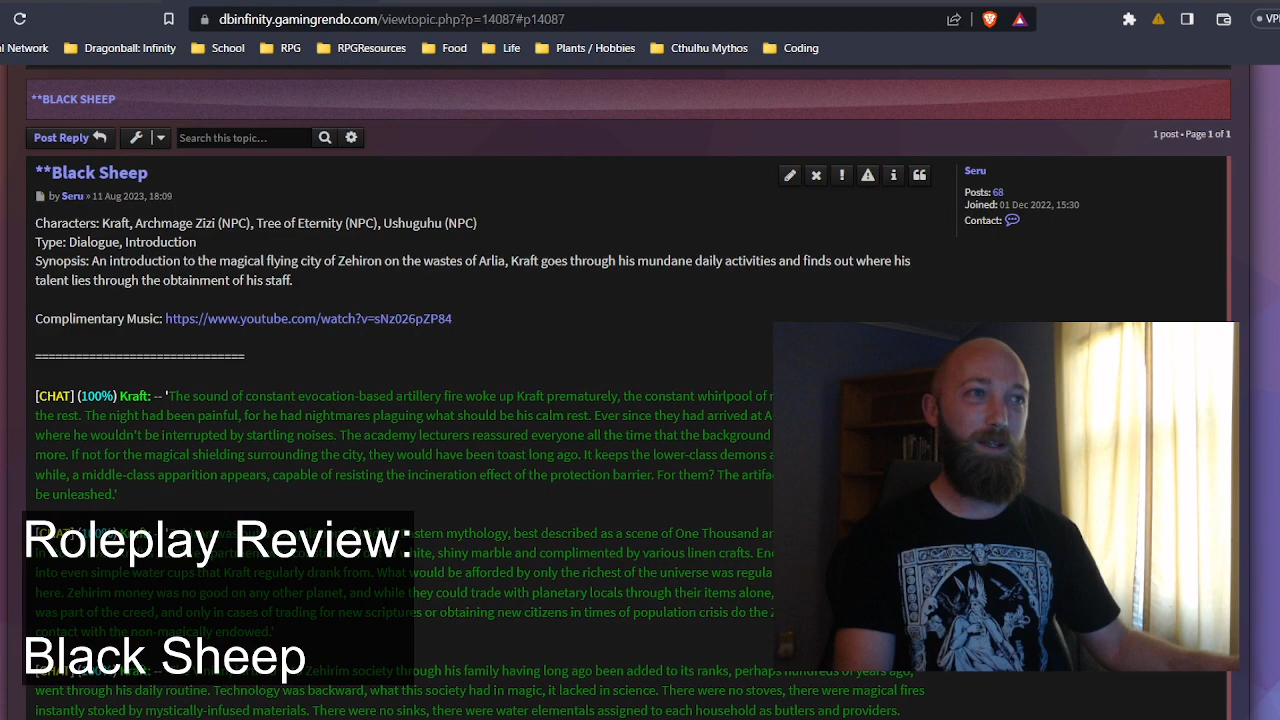 dbinfinity.gamingrendo.com/viewtopic.php?p=14087#p14087
VP
al Network Dragonball: Infinity School RPG RPGResources Food Life Plants / Hobbies Cthulhu Mythos Coding
**BLACK SHEEP
Post Reply Search this topic… 1 post • Page 1 of 1
**Black Sheep
by Seru » 11 Aug 2023, 18:09
Seru
Posts: 68
Joined: 01 Dec 2022, 15:30
Contact:
Characters: Kraft, Archmage Zizi (NPC), Tree of Eternity (NPC), Ushuguhu (NPC)
Type: Dialogue, Introduction
Synopsis: An introduction to the magical flying city of Zehiron on the wastes of Arlia, Kraft goes through his mundane daily activities and finds out where his
talent lies through the obtainment of his staff.
Complimentary Music: https://www.youtube.com/watch?v=sNz026pZP84
===============================
[CHAT] (100%) Kraft: -- 'The sound of constant evocation-based artillery fire woke up Kraft prematurely, the constant whirlpool of
the rest. The night had been painful, for he had nightmares plaguing what should be his calm rest. Ever since they had arrived at A
where he wouldn't be interrupted by startling noises. The academy lecturers reassured everyone all the time that the background
more. If not for the magical shielding surrounding the city, they would have been toast long ago. It keeps the lower-class demons a
while, a middle-class apparition appears, capable of resisting the incineration effect of the protection barrier. For them? The artifa
be unleashed.'
stern mythology, best described as a scene of One Thousand an
hite, shiny marble and complimented by various linen crafts. Enc
into even simple water cups that Kraft regularly drank from. What would be afforded by only the richest of the universe was regula
here. Zehirim money was no good on any other planet, and while they could trade with planetary locals through their items alone,
was part of the creed, and only in cases of trading for new scriptures or obtaining new citizens in times of population crisis do the Z
contact with the non-magically endowed.'
Roleplay Review:
Black Sheep
Zehirim society through his family having long ago been added to its ranks, perhaps hundreds of years ago,
went through his daily routine. Technology was backward, what this society had in magic, it lacked in science. There were no stoves, there were magical fires
instantly stoked by mystically-infused materials. There were no sinks, there were water elementals assigned to each household as butlers and providers.